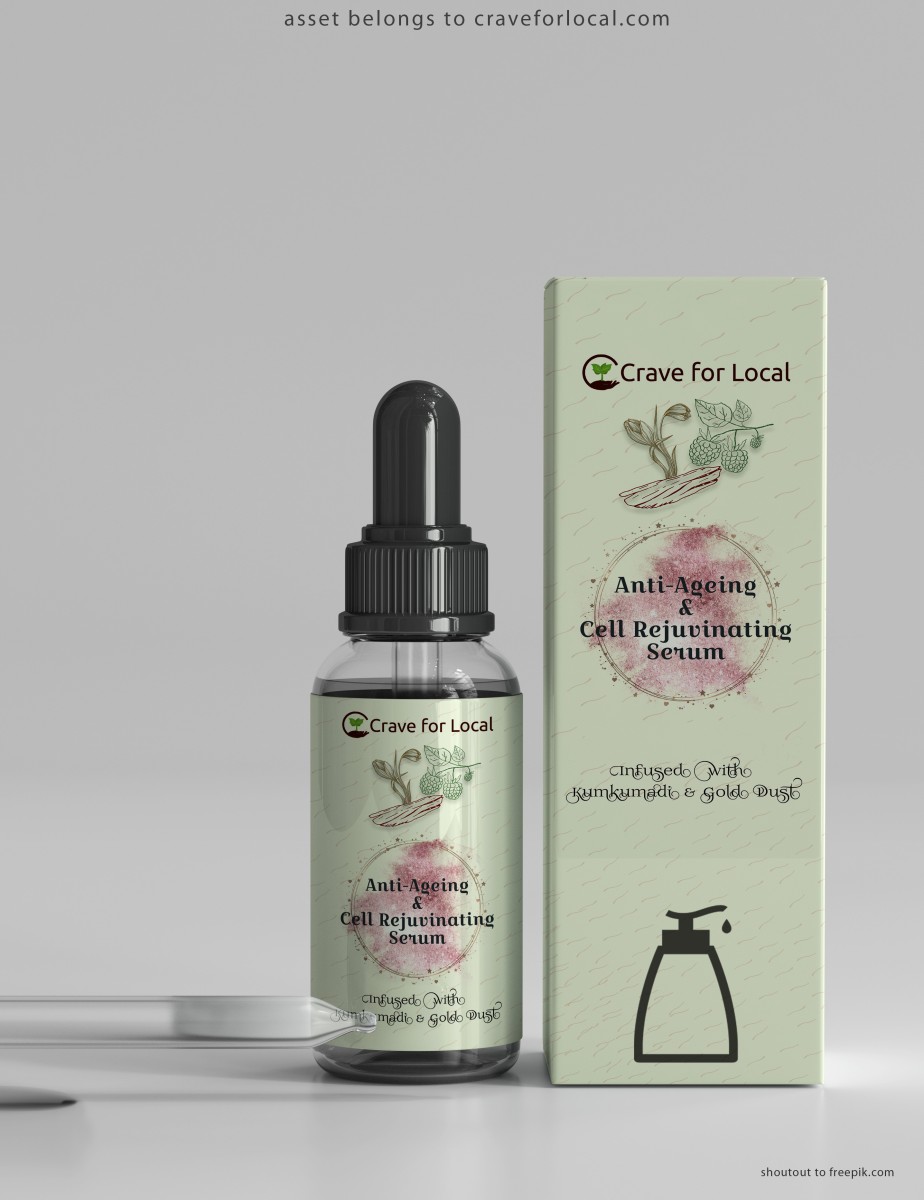 asset belongs to craveforlocal.com
Crave for Local
Anti-Ageing
&
Cell Rejuvinating
Serum
Infused with
Kumkumadi & Gold Dust
Crave for Local
Anti-Ageing
&
Cell Rejuvinating
Serum
Infused with
Kumkumadi & Gold Dust
shoutout to freepik.com